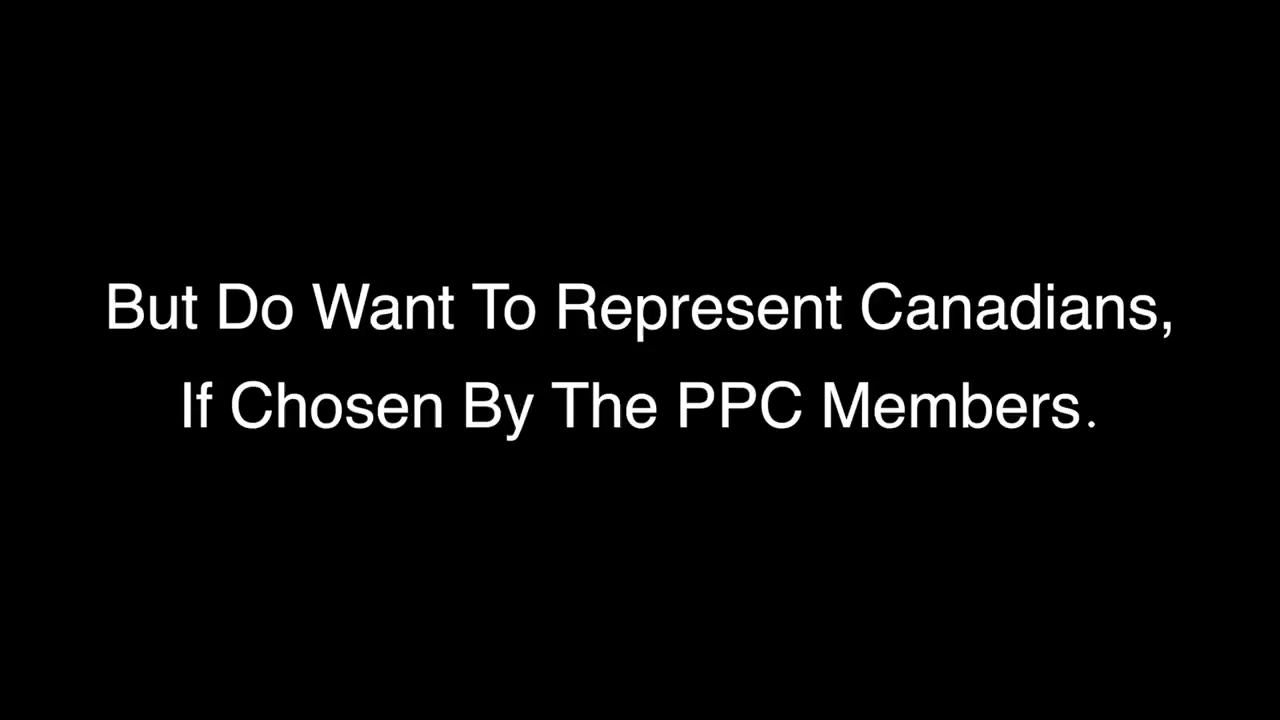 But Do Want To Represent Canadians,
If Chosen By The PPC Members.